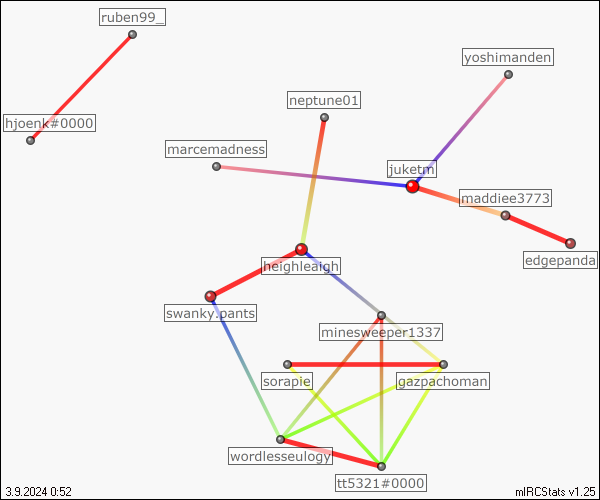 ruben99_
yoshimanden
neptune01
hjoenk#0000
marcemadness
juketm
maddiee3773
edgepanda
heighleaigh
swanky.pants
minesweeper1337
sorapie
gazpachoman
wordlesseulogy
tt5321#0000
3.9.2024 0:52
mIRCStats v1.25